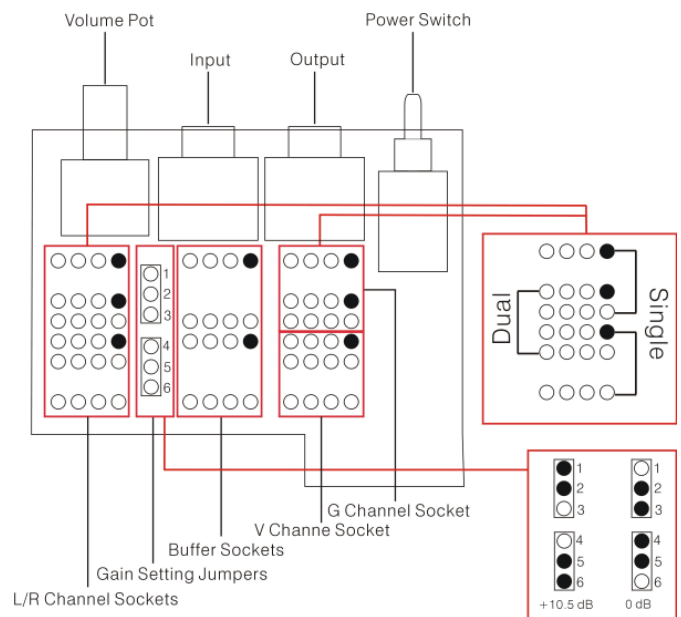 Volume Pot
Power Switch
Input
Output
1
2
3
4
5
6
Dual
Single
G Channel Socket
V Channe Socket
Buffer Sockets
Gain Setting Jumpers
L/R Channel Sockets
1
2
3
4
5
6
+10.5 dB
1
2
3
4
5
6
0 dB